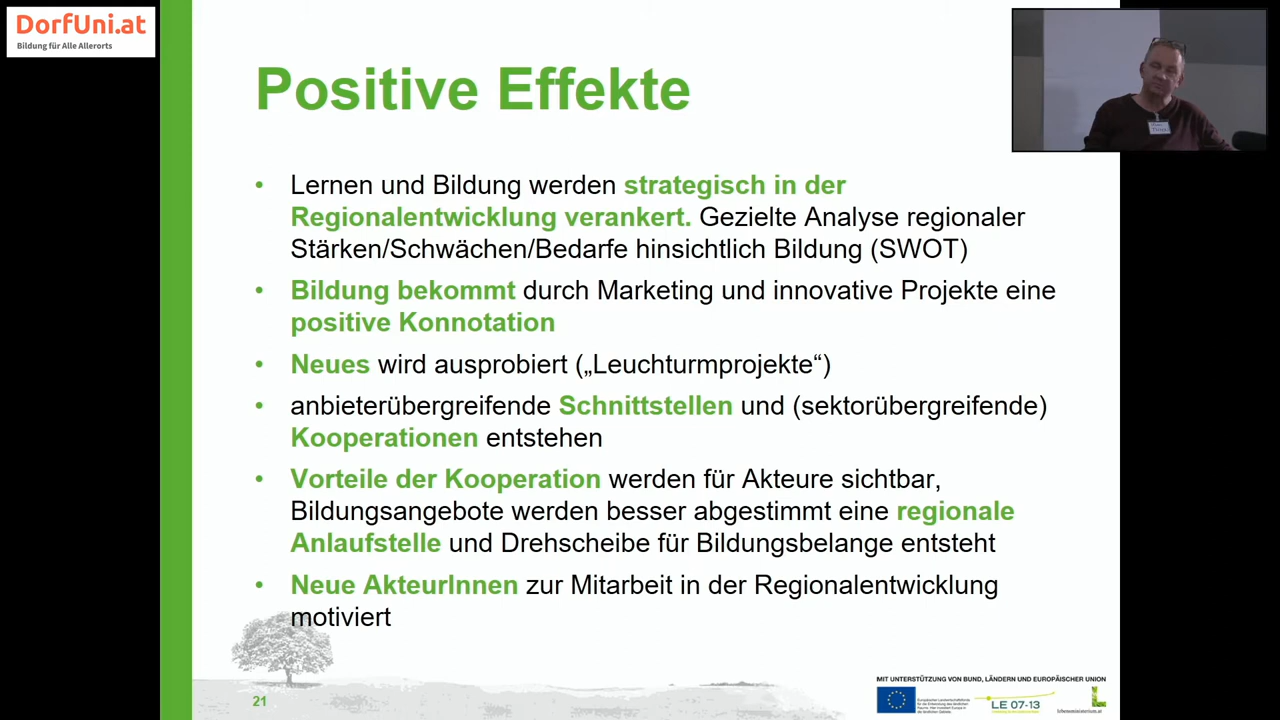 DorfUni.at
Bildung für Alle Allerorts
Positive Effekte
• Lernen und Bildung werden strategisch in der
Regionalentwicklung verankert. Gezielte Analyse regionaler
Stärken/Schwächen/Bedarfe hinsichtlich Bildung (SWOT)
• Bildung bekommt durch Marketing und innovative Projekte eine
positive Konnotation
• Neues wird ausprobiert („Leuchturmprojekte“)
• anbieterübergreifende Schnittstellen und (sektorübergreifende)
Kooperationen entstehen
• Vorteile der Kooperation werden für Akteure sichtbar,
Bildungsangebote werden besser abgestimmt eine regionale
Anlaufstelle und Drehscheibe für Bildungsbelange entsteht
• Neue AkteurInnen zur Mitarbeit in der Regionalentwicklung
motiviert
21
MIT UNTERSTÜTZUNG VON BUND, LÄNDERN UND EUROPÄISCHER UNION
LE 07-13
lebensministerium.at